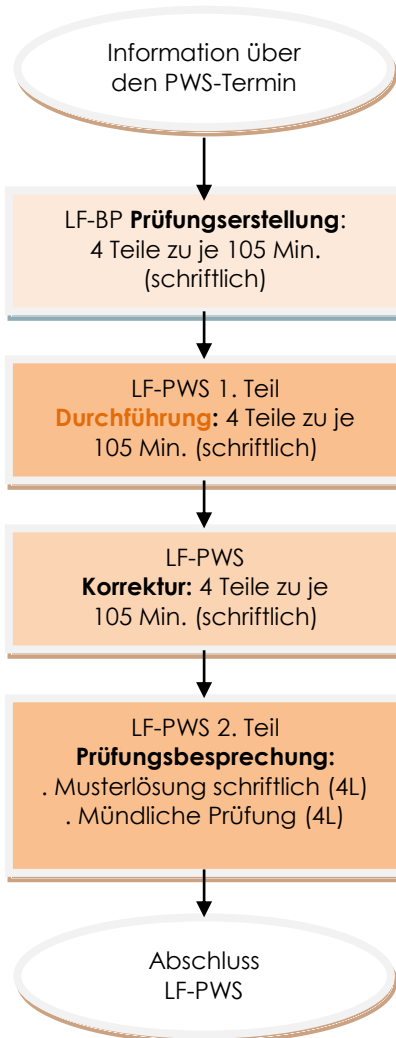 Information über
den PWS-Termin
LF-BP Prüfungserstellung:
4 Teile zu je 105 Min.
(schriftlich)
LF-PWS 1. Teil
Durchführung: 4 Teile zu je
105 Min. (schriftlich)
LF-PWS
Korrektur: 4 Teile zu je
105 Min. (schriftlich)
LF-PWS 2. Teil
Prüfungsbesprechung:
. Musterlösung schriftlich (4L)
. Mündliche Prüfung (4L)
Abschluss
LF-PWS